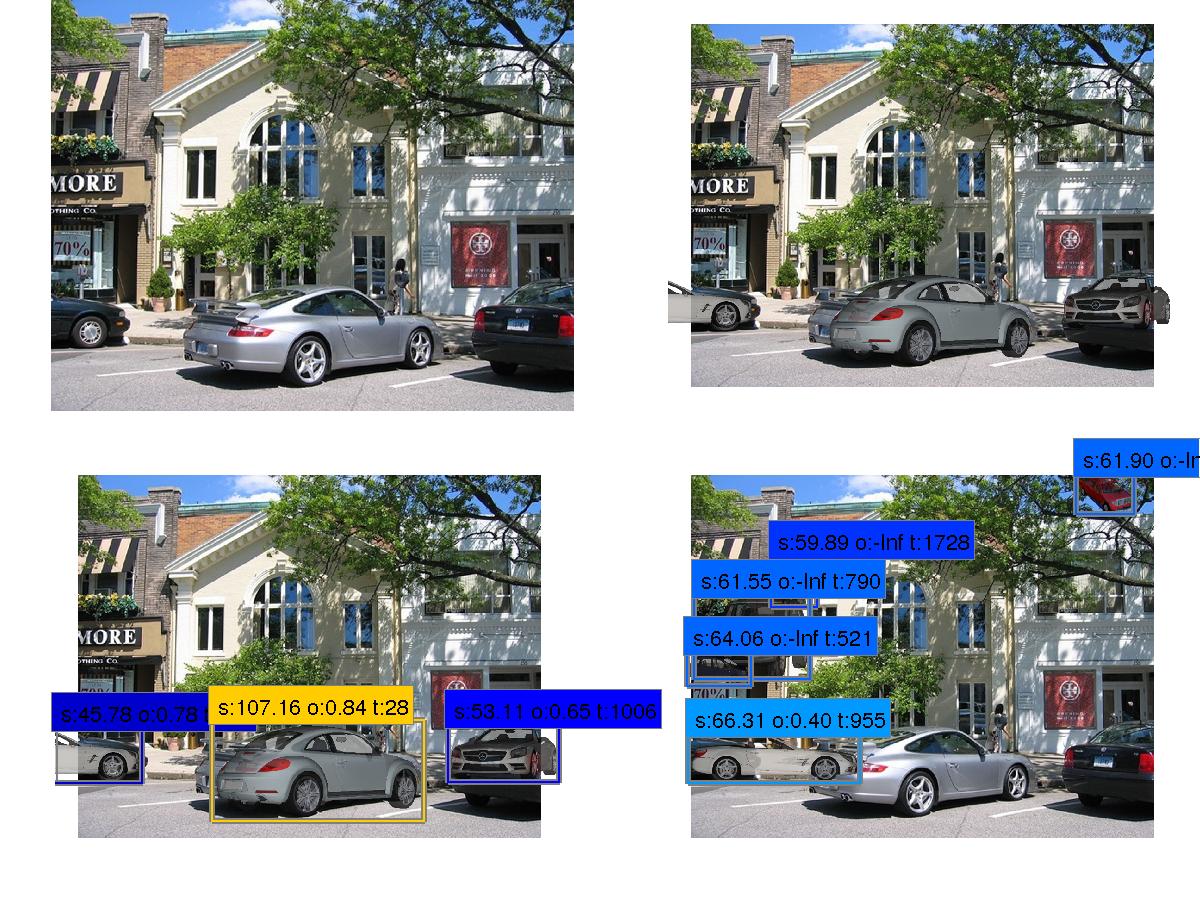 MORE
OTHING CO.
70%
MORE
OTHING CO.
70%
s:61.90 o:-In
s:59.89 o:-Inf t:1728
s:61.55 o:-Inf t:790
s:64.06 o:-Inf t:521
MORE
OTHING CO.
s:45.78 o:0.78
s:107.16 o:0.84 t:28
s:53.11 o:0.65 t:1006
70%
s:66.31 o:0.40 t:955